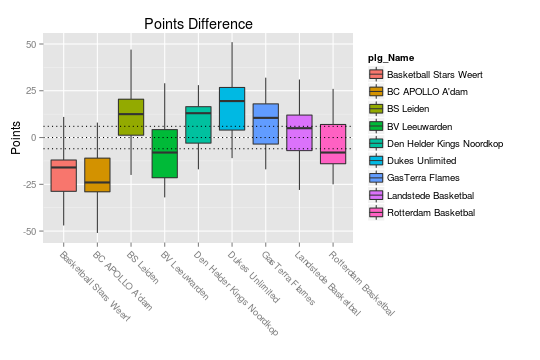 Points Difference
Points
50
25
0
-25
-50
Basketball Stars Weert
BC APOLLO A'dam
BS Leiden
BV Leeuwarden
Den Helder Kings Noordkop
Dukes Unlimited
GasTerra Flames
Landstede Basketbal
Rotterdam Basketbal
plg_Name
Basketball Stars Weert
BC APOLLO A'dam
BS Leiden
BV Leeuwarden
Den Helder Kings Noordkop
Dukes Unlimited
GasTerra Flames
Landstede Basketbal
Rotterdam Basketbal